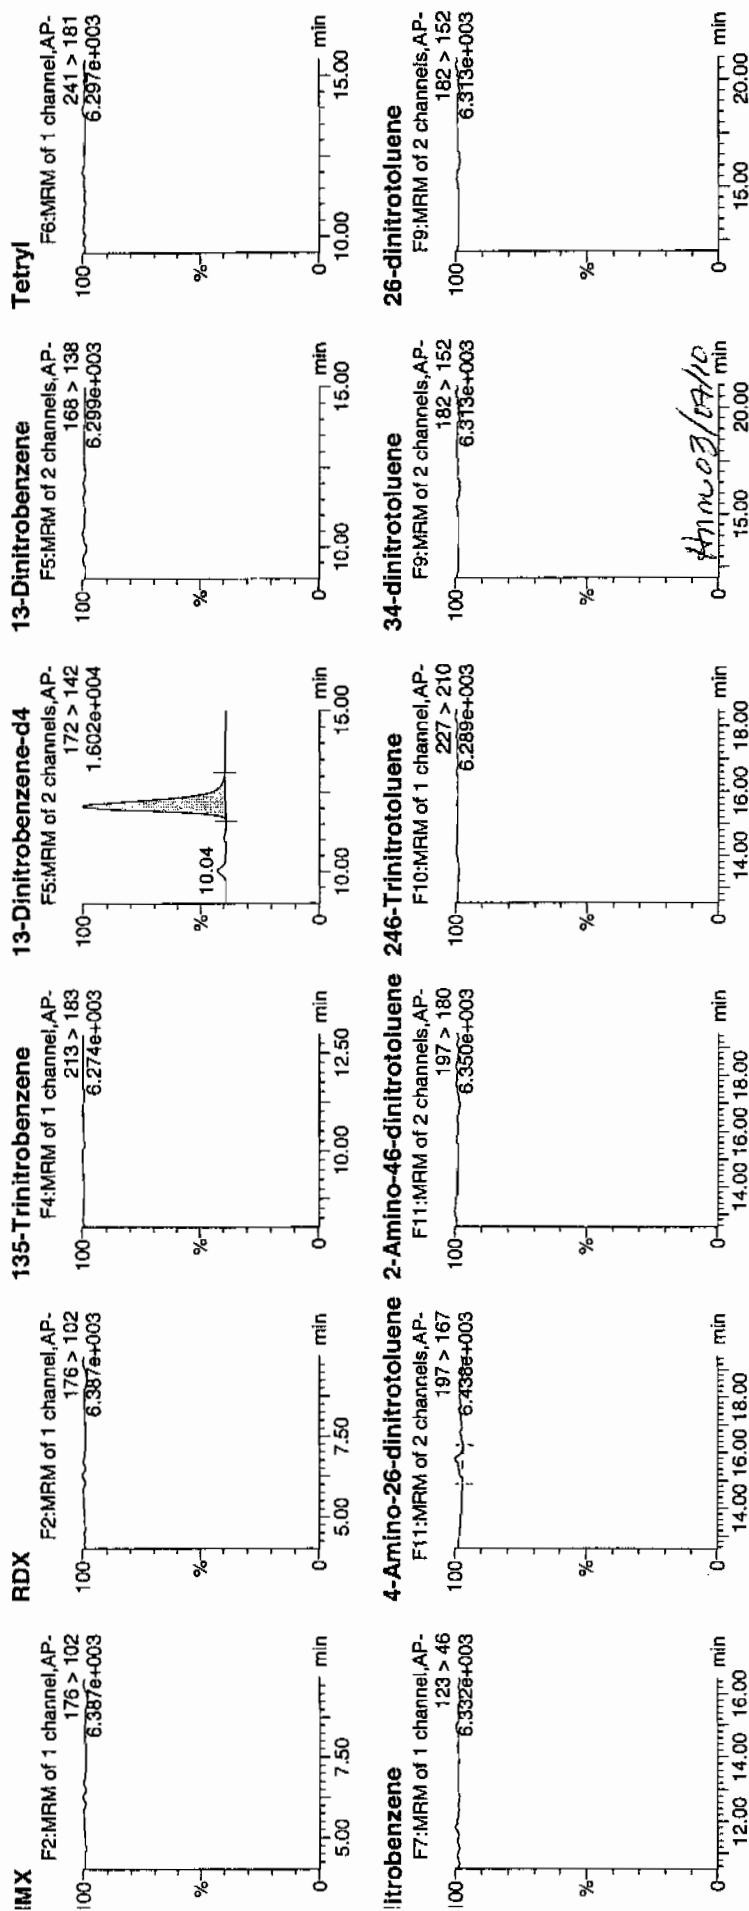 IMX
F2:MRM of 1 channel,AP-
176 > 102
6.387e+003
100
%
0
5.00 7.50 min
RDX
F2:MRM of 1 channel,AP-
176 > 102
6.387e+003
100
%
0
5.00 7.50 min
135-Trinitrobenzene
F4:MRM of 1 channel,AP-
213 > 183
6.274e+003
100
%
0
10.00 12.50 min
13-Dinitrobenzene-d4
F5:MRM of 2 channels,AP-
172 > 142
1.602e+004
100
10.04
%
0
10.00 15.00 min
13-Dinitrobenzene
F5:MRM of 2 channels,AP-
168 > 138
6.299e+003
100
%
0
10.00 15.00 min
Tetryl
F6:MRM of 1 channel,AP-
241 > 181
6.297e+003
100
%
0
10.00 15.00 min
litrobenzene
F7:MRM of 1 channel,AP-
123 > 46
6.332e+003
100
%
0
12.00 14.00 16.00 min
4-Amino-26-dinitrotoluene
F11:MRM of 2 channels,AP-
197 > 167
6.438e+003
100
%
0
14.00 16.00 18.00 min
2-Amino-46-dinitrotoluene
F11:MRM of 2 channels,AP-
197 > 180
6.350e+003
100
%
0
14.00 16.00 18.00 min
246-Trinitrotoluene
F10:MRM of 1 channel,AP-
227 > 210
6.289e+003
100
%
0
14.00 16.00 18.00 min
34-dinitrotoluene
F9:MRM of 2 channels,AP-
182 > 152
6.313e+003
100
%
0
15.00 20.00 min
26-dinitrotoluene
F9:MRM of 2 channels,AP-
182 > 152
6.313e+003
100
%
0
15.00 20.00 min